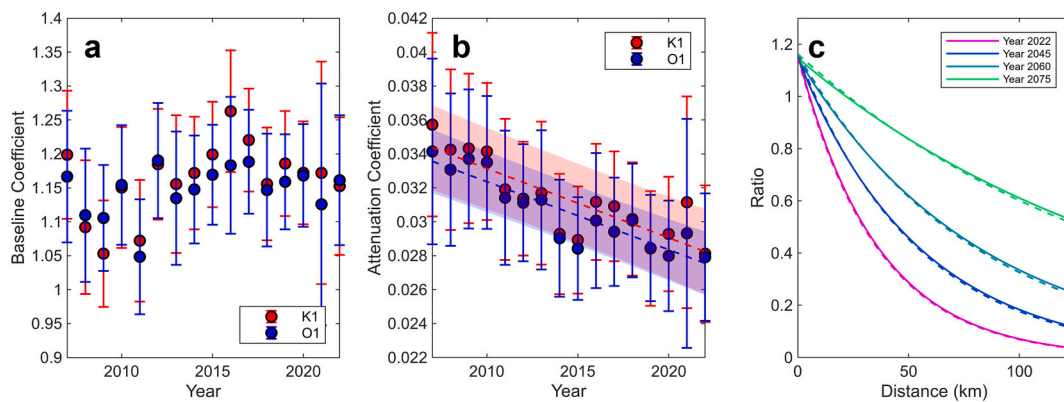 a
1.4
1.35
1.3
1.25
1.2
1.15
1.1
1.05
1
0.95
0.9
Baseline Coefficient
2010
2015
2020
Year
K1
O1
b
0.042
0.04
0.038
0.036
0.034
0.032
0.03
0.028
0.026
0.024
0.022
Attenuation Coefficient
2010
2015
2020
Year
K1
O1
c
1.2
1
0.8
0.6
0.4
0.2
0
Ratio
0
50
100
Distance (km)
Year 2022
Year 2045
Year 2060
Year 2075